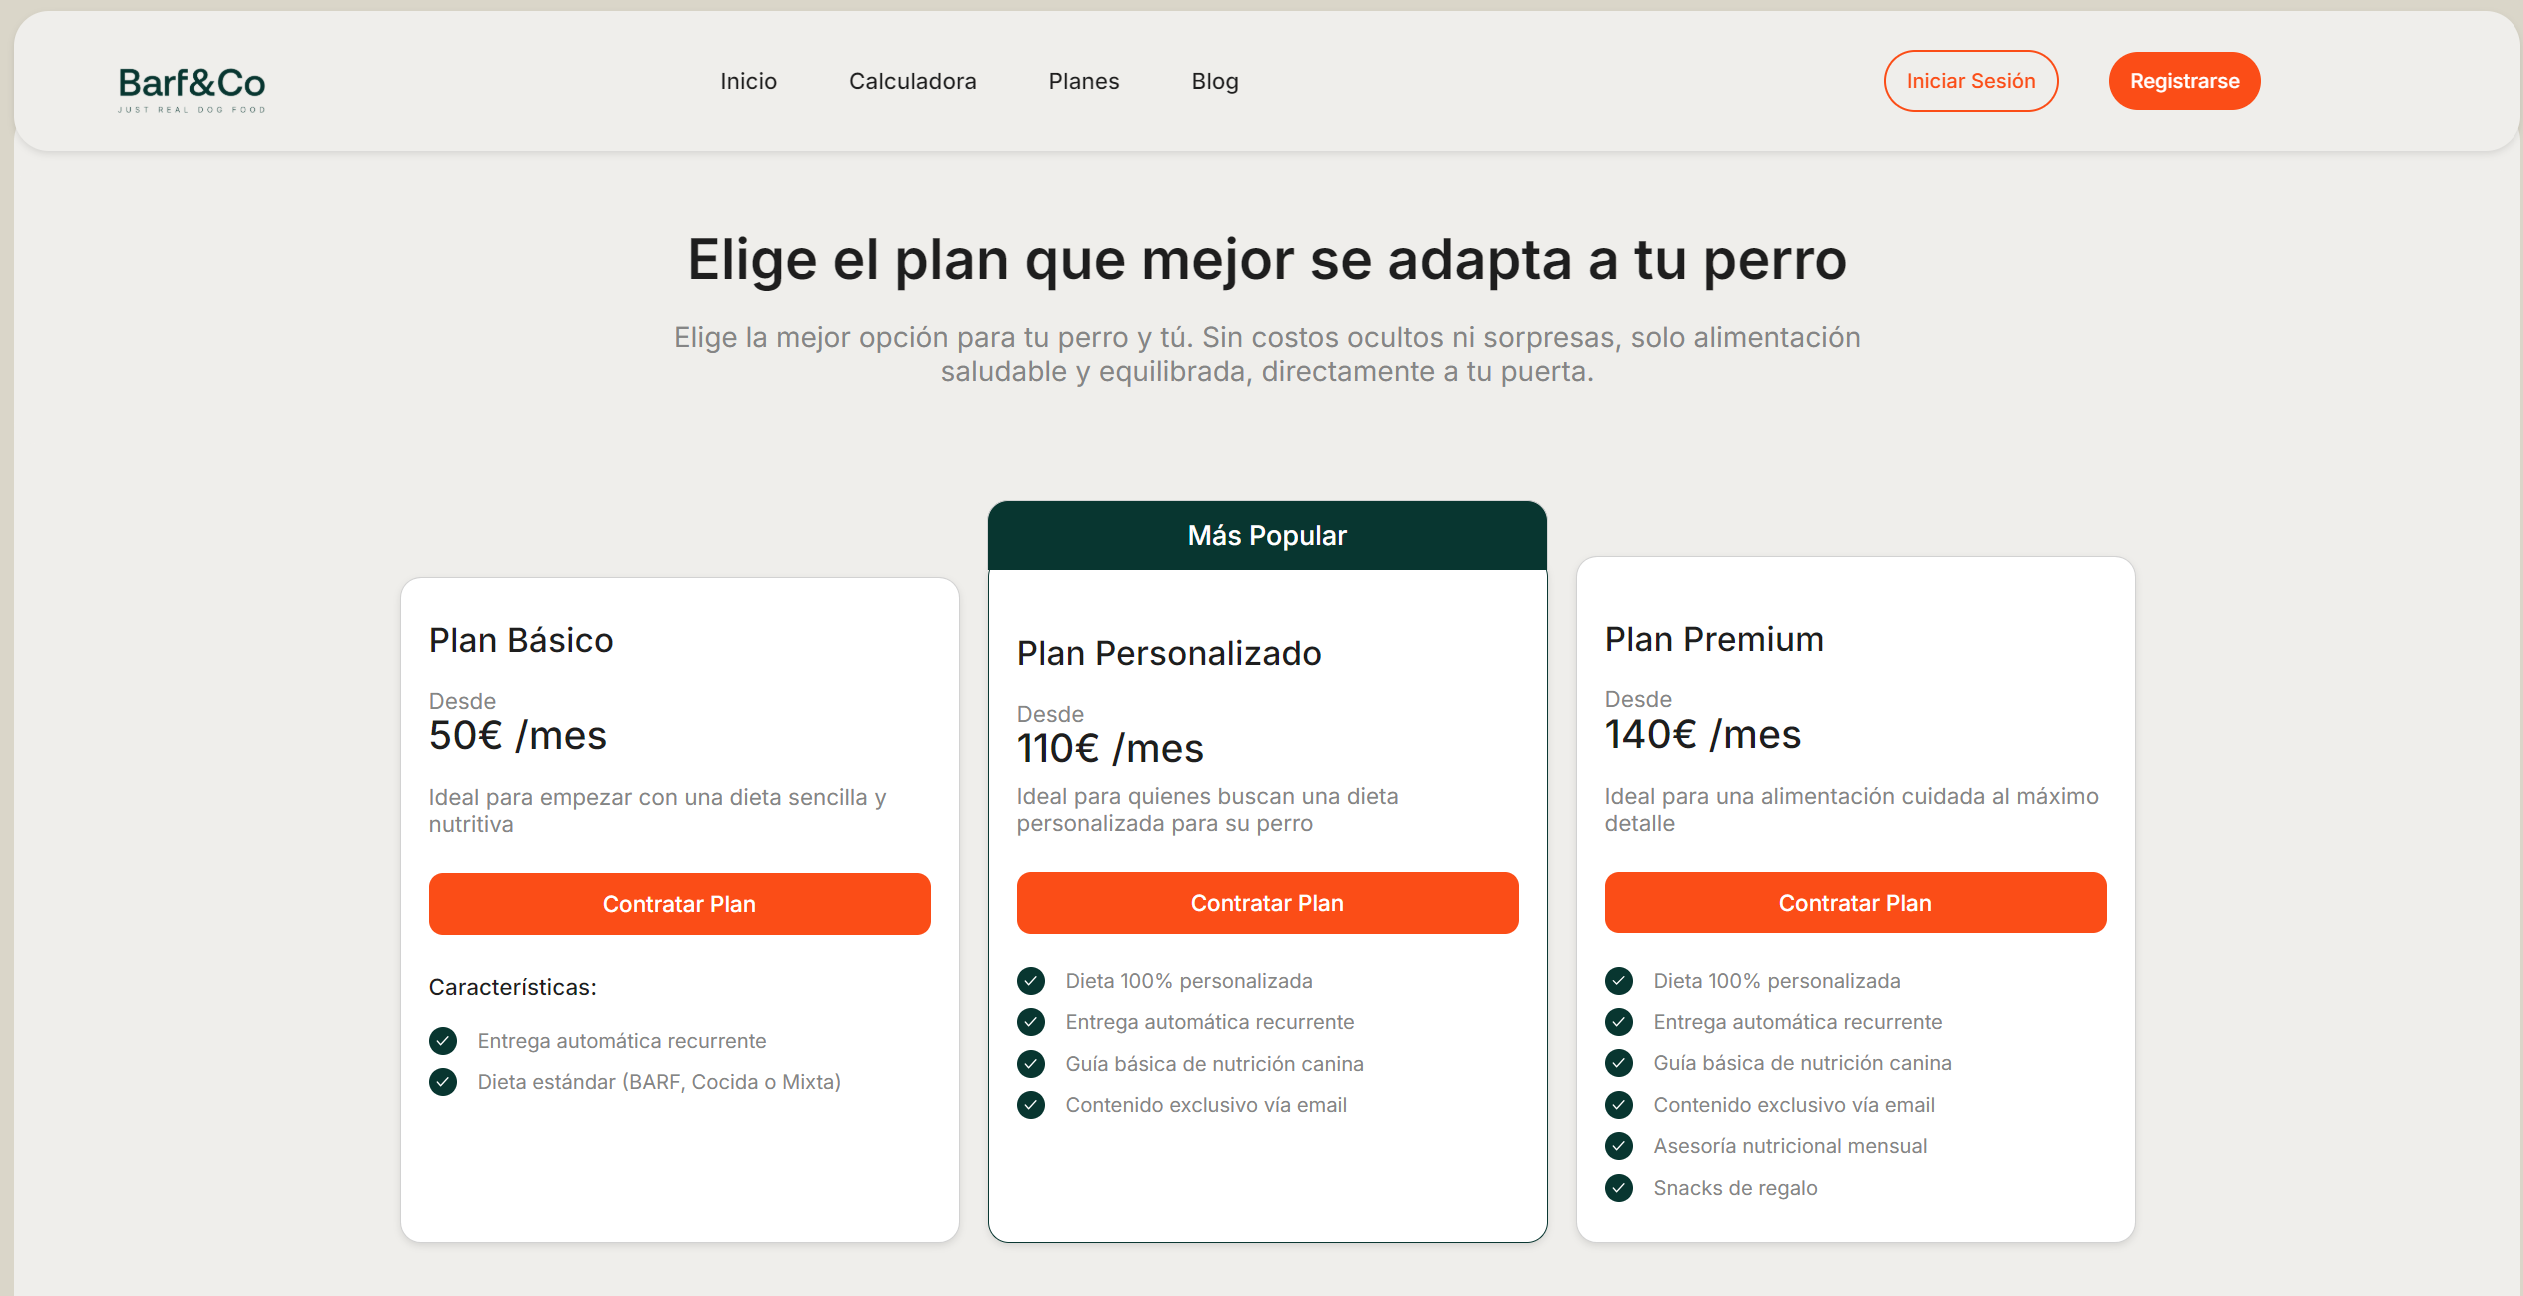 Barf&Co
JUST REAL DOG FOOD
Inicio
Calculadora
Planes
Blog
Iniciar Sesión
Registrarse
Elige el plan que mejor se adapta a tu perro
Elige la mejor opción para tu perro y tú. Sin costos ocultos ni sorpresas, solo alimentación
saludable y equilibrada, directamente a tu puerta.
Plan Básico
Desde
50€ /mes
Ideal para empezar con una dieta sencilla y
nutritiva
Contratar Plan
Características:
Entrega automática recurrente
Dieta estándar (BARF, Cocida o Mixta)
Más Popular
Plan Personalizado
Desde
110€ /mes
Ideal para quienes buscan una dieta
personalizada para su perro
Contratar Plan
Dieta 100% personalizada
Entrega automática recurrente
Guía básica de nutrición canina
Contenido exclusivo vía email
Plan Premium
Desde
140€ /mes
Ideal para una alimentación cuidada al máximo
detalle
Contratar Plan
Dieta 100% personalizada
Entrega automática recurrente
Guía básica de nutrición canina
Contenido exclusivo vía email
Asesoría nutricional mensual
Snacks de regalo